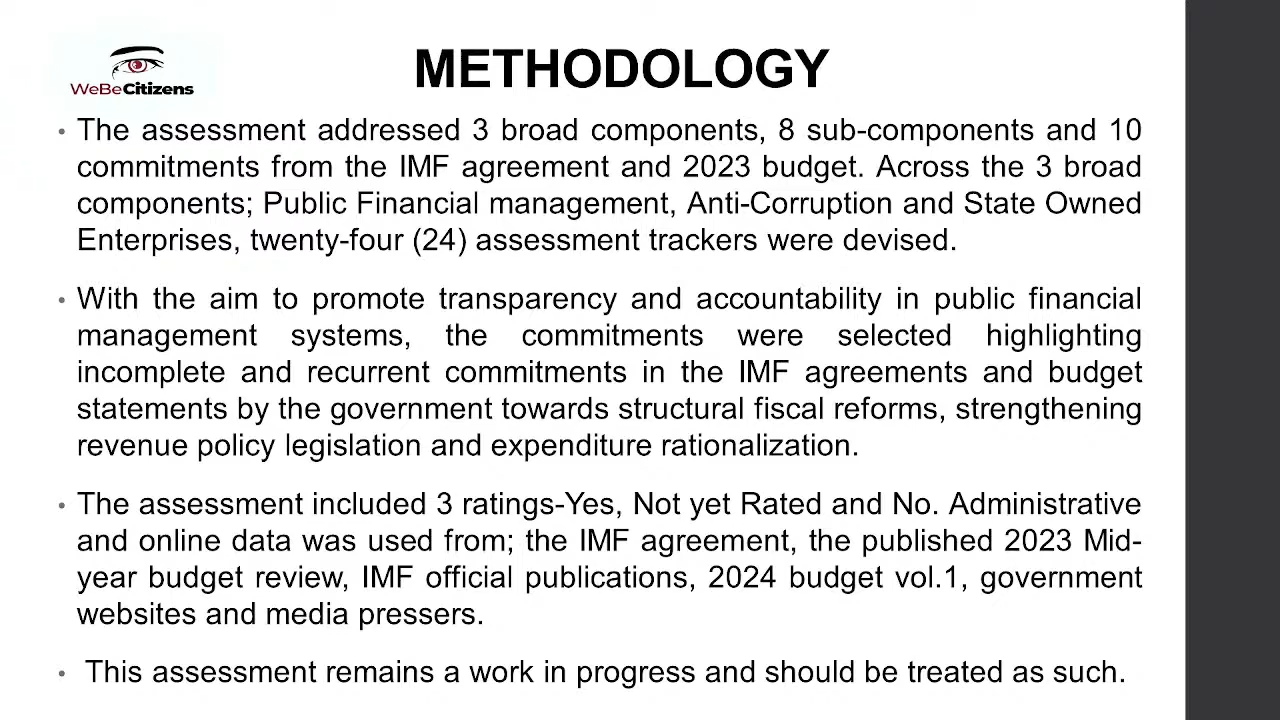 WeBeCitizens
METHODOLOGY
• The assessment addressed 3 broad components, 8 sub-components and 10
commitments from the IMF agreement and 2023 budget. Across the 3 broad
components; Public Financial management, Anti-Corruption and State Owned
Enterprises, twenty-four (24) assessment trackers were devised.
• With the aim to promote transparency and accountability in public financial
management systems, the commitments were selected highlighting
incomplete and recurrent commitments in the IMF agreements and budget
statements by the government towards structural fiscal reforms, strengthening
revenue policy legislation and expenditure rationalization.
• The assessment included 3 ratings-Yes, Not yet Rated and No. Administrative
and online data was used from; the IMF agreement, the published 2023 Mid-
year budget review, IMF official publications, 2024 budget vol.1, government
websites and media pressers.
• This assessment remains a work in progress and should be treated as such.